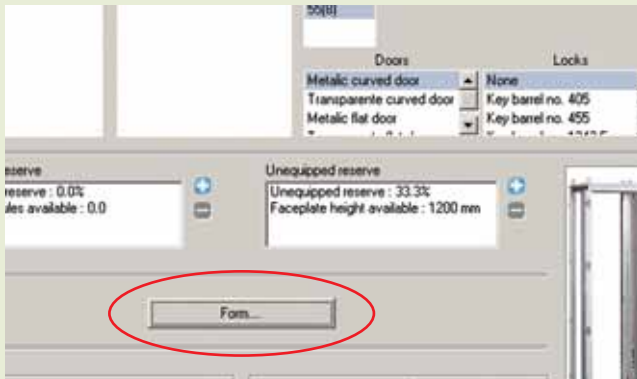 55[8]
Doors
Locks
Metalic curved door
Transparente curved door
Metalic flat door
None
Key barrel no. 405
Key barrel no. 455
eserve
reserve : 0.0%
les available : 0.0
Unequipped reserve
Unequipped reserve : 33.3%
Faceplate height available : 1200 mm
Form...